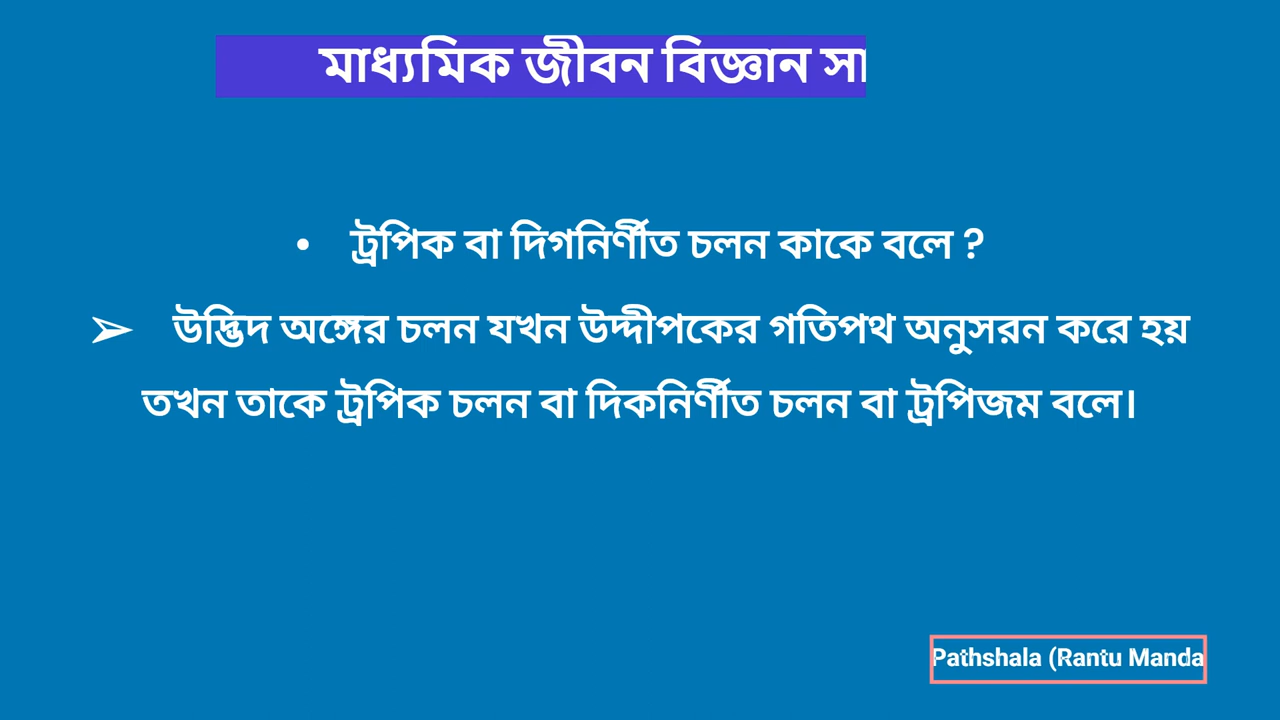 মাধ্যমিক জীবন বিজ্ঞান
• ট্রপিক বা দিগনির্ণীত চলন কাকে বলে ?
➢ উদ্ভিদ অঙ্গের চলন যখন উদ্দীপকের গতিপথ অনুসরন করে হয়
তখন তাকে ট্রপিক চলন বা দিকনির্ণীত চলন বা ট্রপিজম বলে।
Pathshala (Rantu Manda